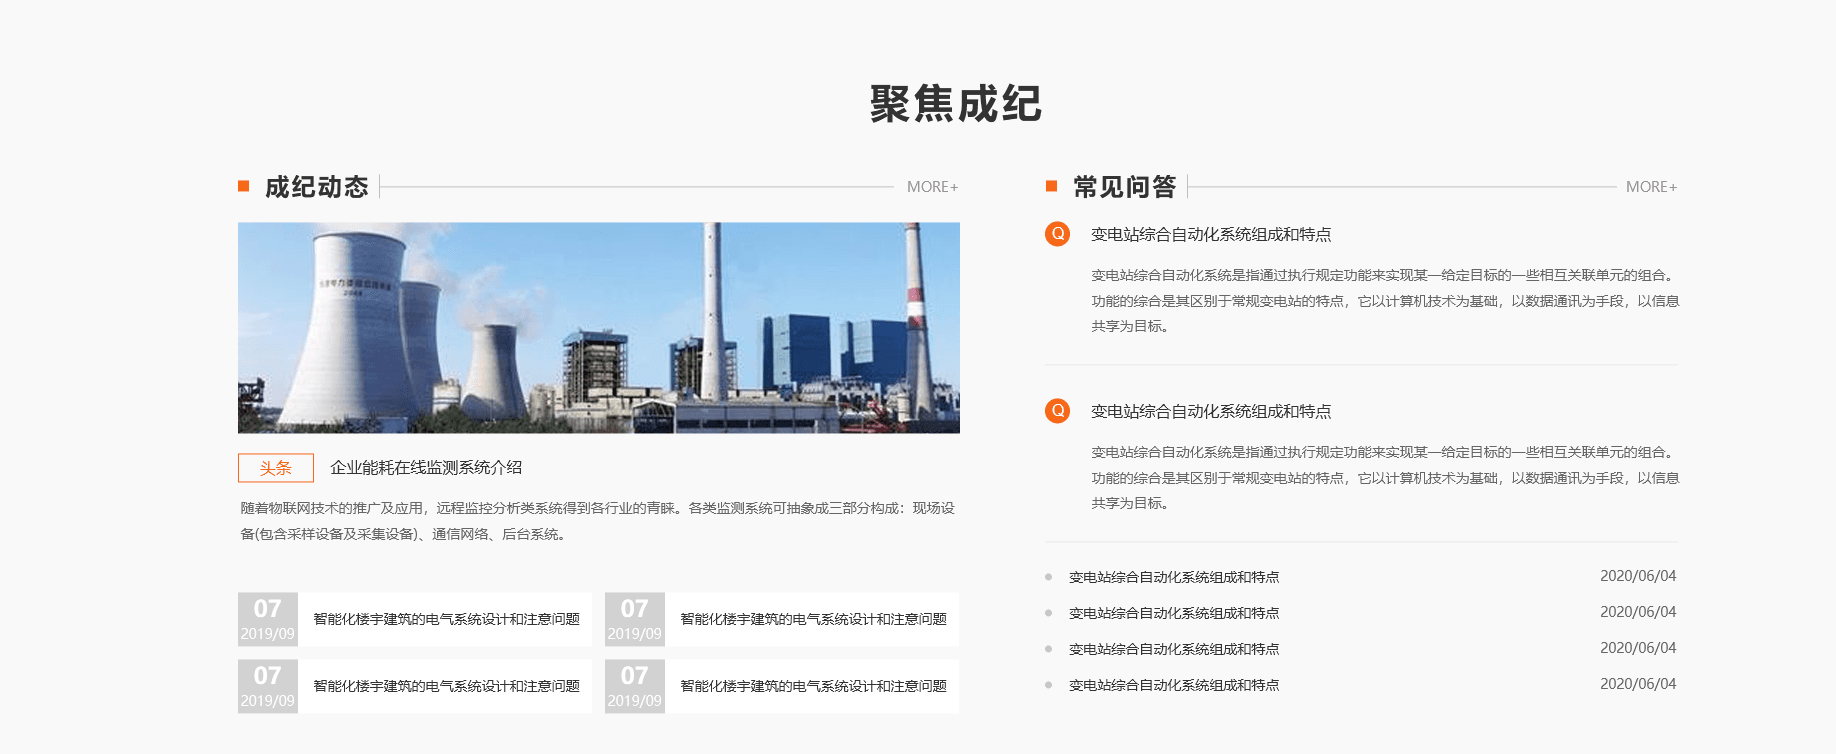 聚焦成纪
成纪动态
MORE+
头条
企业能耗在线监测系统介绍
随着物联网技术的推广及应用，远程监控分析类系统得到各行业的青睐。各类监测系统可抽象成三部分构成：现场设
备(包含采样设备及采集设备)、通信网络、后台系统。
07
2019/09
智能化楼宇建筑的电气系统设计和注意问题
07
2019/09
智能化楼宇建筑的电气系统设计和注意问题
07
2019/09
智能化楼宇建筑的电气系统设计和注意问题
07
2019/09
智能化楼宇建筑的电气系统设计和注意问题
常见问答
MORE+
Q
变电站综合自动化系统组成和特点
变电站综合自动化系统是指通过执行规定功能来实现某一给定目标的一些相互关联单元的组合。
功能的综合是其区别于常规变电站的特点，它以计算机技术为基础，以数据通讯为手段，以信息
共享为目标。
Q
变电站综合自动化系统组成和特点
变电站综合自动化系统是指通过执行规定功能来实现某一给定目标的一些相互关联单元的组合。
功能的综合是其区别于常规变电站的特点，它以计算机技术为基础，以数据通讯为手段，以信息
共享为目标。
变电站综合自动化系统组成和特点 2020/06/04
变电站综合自动化系统组成和特点 2020/06/04
变电站综合自动化系统组成和特点 2020/06/04
变电站综合自动化系统组成和特点 2020/06/04